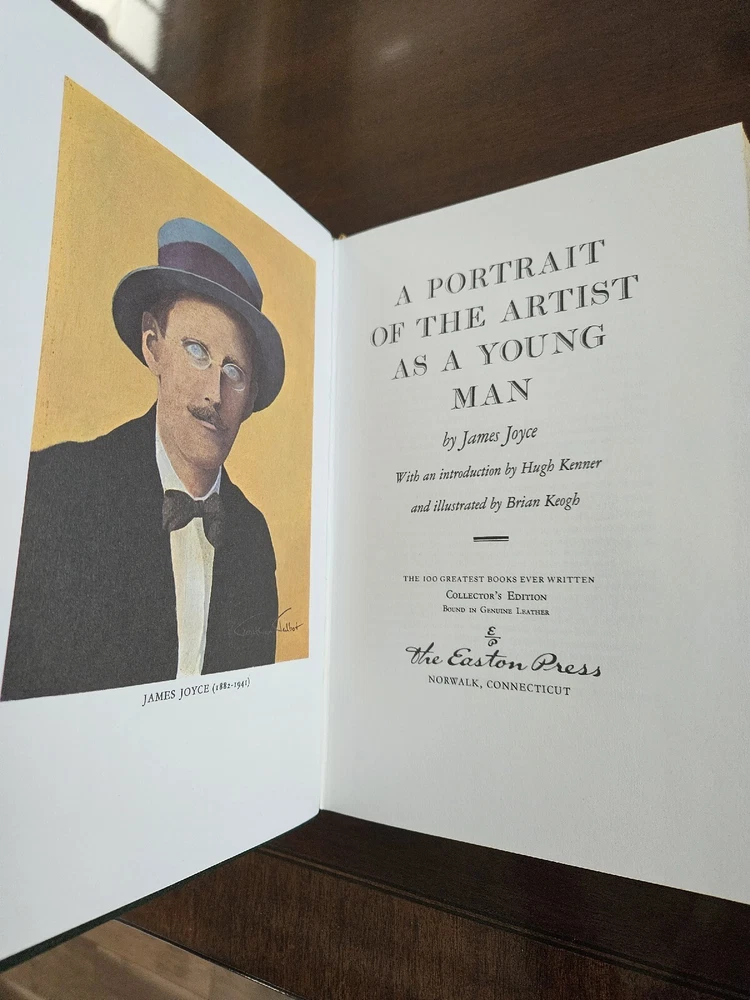 JAMES JOYCE (1882-1941)
A PORTRAIT
OF THE ARTIST
AS A YOUNG
MAN
by James Joyce
With an introduction by Hugh Kenner
and illustrated by Brian Keogh
THE 100 GREATEST BOOKS EVER WRITTEN
COLLECTOR'S EDITION
BOUND IN GENUINE LEATHER
EP
The Easton Press
NORWALK, CONNECTICUT